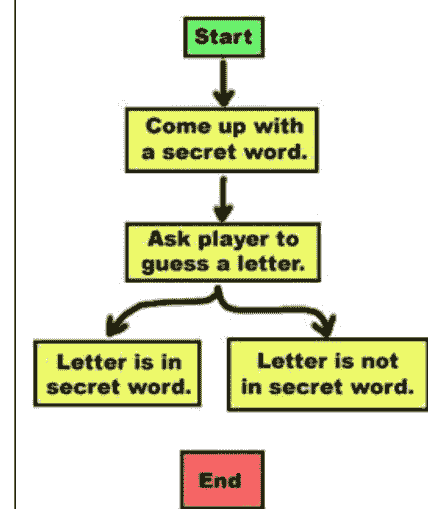 Start
Come up with
a secret word.
Ask player to
guess a letter.
Letter is in
secret word.
Letter is not
in secret word.
End